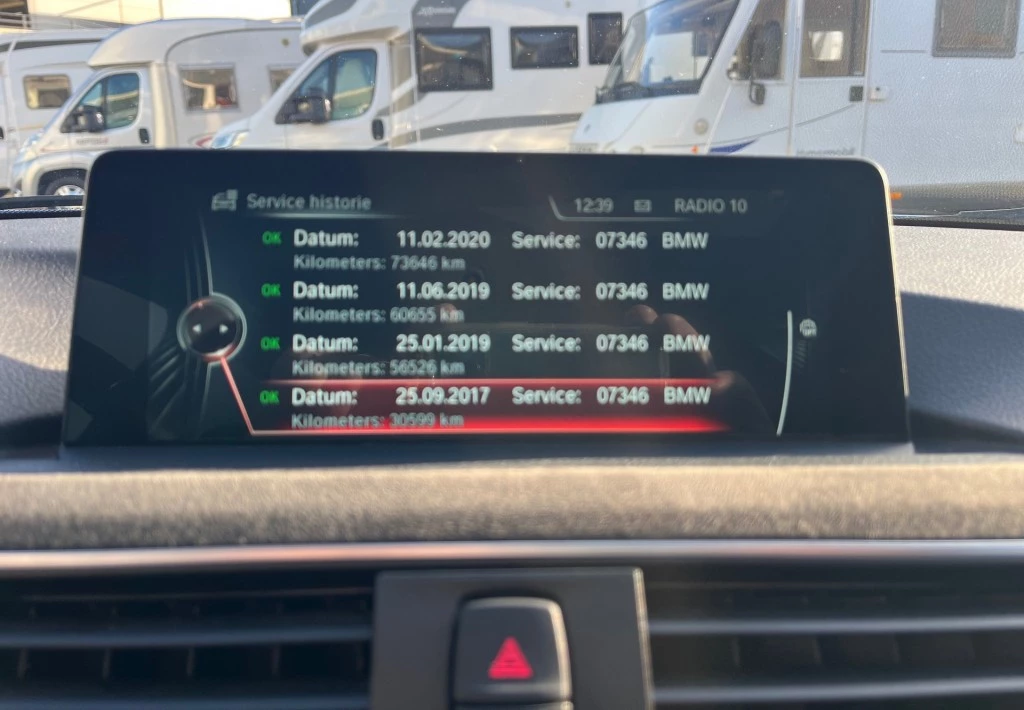 Service historie
12:39 RADIO 10
OK Datum: 11.02.2020 Service: 07346 BMW
Kilometers: 73646 km
OK Datum: 11.06.2019 Service: 07346 BMW
Kilometers: 60655 km
OK Datum: 25.01.2019 Service: 07346 BMW
Kilometers: 56526 km
OK Datum: 25.09.2017 Service: 07346 BMW
Kilometers: 30599 km